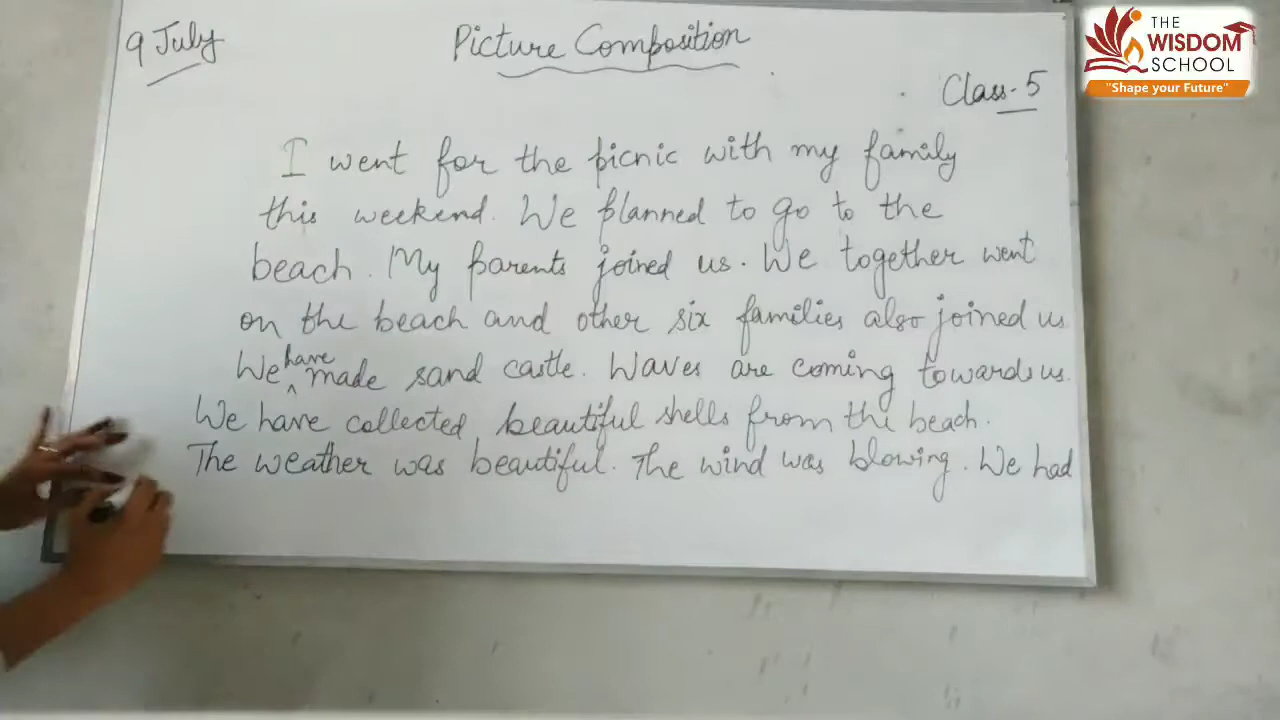 9 July
Picture Composition
THE
WISDOM
SCHOOL
"Shape your Future"
Class-5
I went for the picnic with my family
this weekend. We planned to go to the
beach. My parents joined us. We together went
on the beach and other six families also joined us
We have made sand castle. Waves are coming towards us.
We have collected beautiful shells from the beach.
The weather was beautiful. The wind was blowing. We had